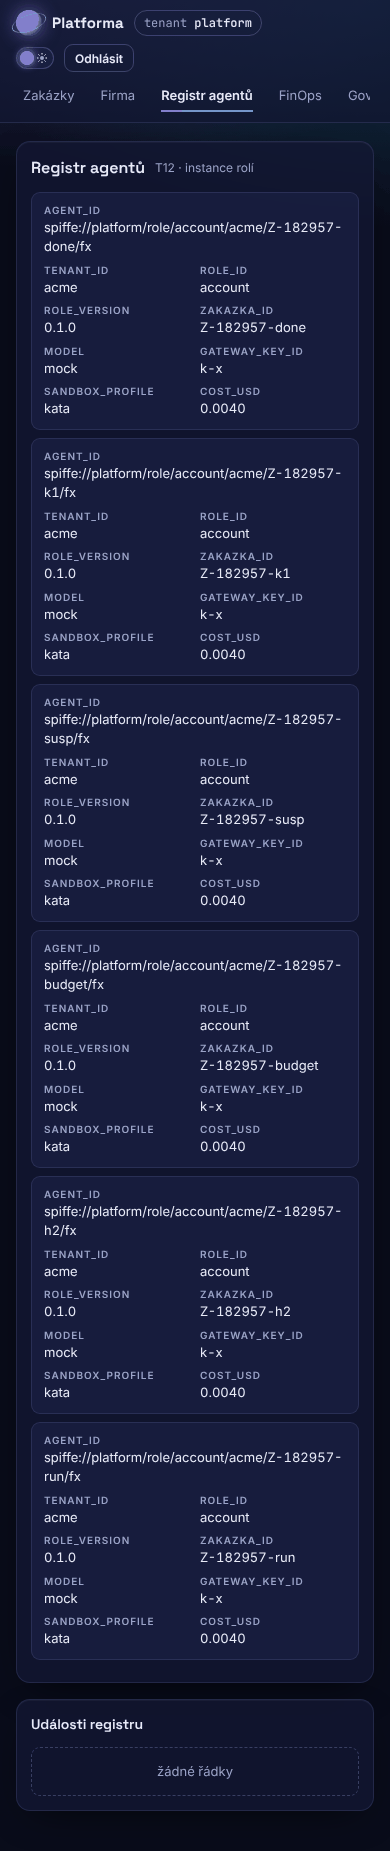 Platforma tenant platform
Odhlásit
Zakázky Firma Registr agentů FinOps Gov
Registr agentů T12 · instance rolí
AGENT_ID
spiffe://platform/role/account/acme/Z-182957-
done/fx
TENANT_ID ROLE_ID
acme account
ROLE_VERSION ZAKAZKA_ID
0.1.0 Z-182957-done
MODEL GATEWAY_KEY_ID
mock k-x
SANDBOX_PROFILE COST_USD
kata 0.0040
AGENT_ID
spiffe://platform/role/account/acme/Z-182957-
k1/fx
TENANT_ID ROLE_ID
acme account
ROLE_VERSION ZAKAZKA_ID
0.1.0 Z-182957-k1
MODEL GATEWAY_KEY_ID
mock k-x
SANDBOX_PROFILE COST_USD
kata 0.0040
AGENT_ID
spiffe://platform/role/account/acme/Z-182957-
susp/fx
TENANT_ID ROLE_ID
acme account
ROLE_VERSION ZAKAZKA_ID
0.1.0 Z-182957-susp
MODEL GATEWAY_KEY_ID
mock k-x
SANDBOX_PROFILE COST_USD
kata 0.0040
AGENT_ID
spiffe://platform/role/account/acme/Z-182957-
budget/fx
TENANT_ID ROLE_ID
acme account
ROLE_VERSION ZAKAZKA_ID
0.1.0 Z-182957-budget
MODEL GATEWAY_KEY_ID
mock k-x
SANDBOX_PROFILE COST_USD
kata 0.0040
AGENT_ID
spiffe://platform/role/account/acme/Z-182957-
h2/fx
TENANT_ID ROLE_ID
acme account
ROLE_VERSION ZAKAZKA_ID
0.1.0 Z-182957-h2
MODEL GATEWAY_KEY_ID
mock k-x
SANDBOX_PROFILE COST_USD
kata 0.0040
AGENT_ID
spiffe://platform/role/account/acme/Z-182957-
run/fx
TENANT_ID ROLE_ID
acme account
ROLE_VERSION ZAKAZKA_ID
0.1.0 Z-182957-run
MODEL GATEWAY_KEY_ID
mock k-x
SANDBOX_PROFILE COST_USD
kata 0.0040
Události registru
žádné řádky